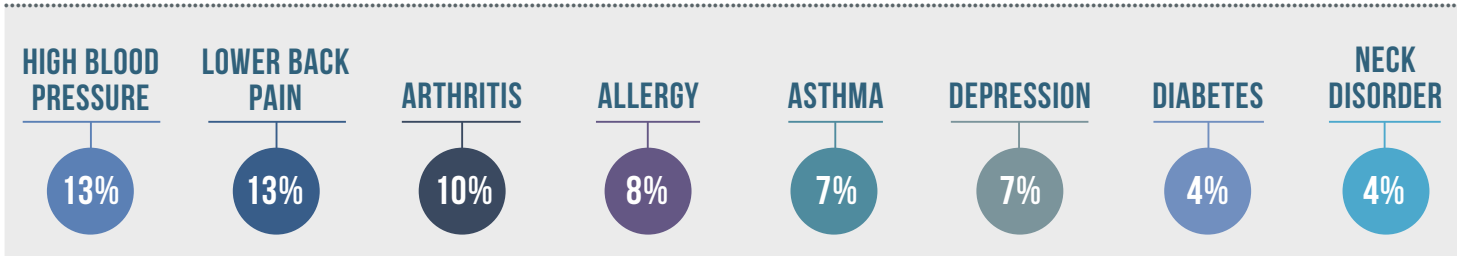 HIGH BLOOD
PRESSURE
13%
LOWER BACK
PAIN
13%
ARTHRITIS
10%
ALLERGY
8%
ASTHMA
7%
DEPRESSION
7%
DIABETES
4%
NECK
DISORDER
4%